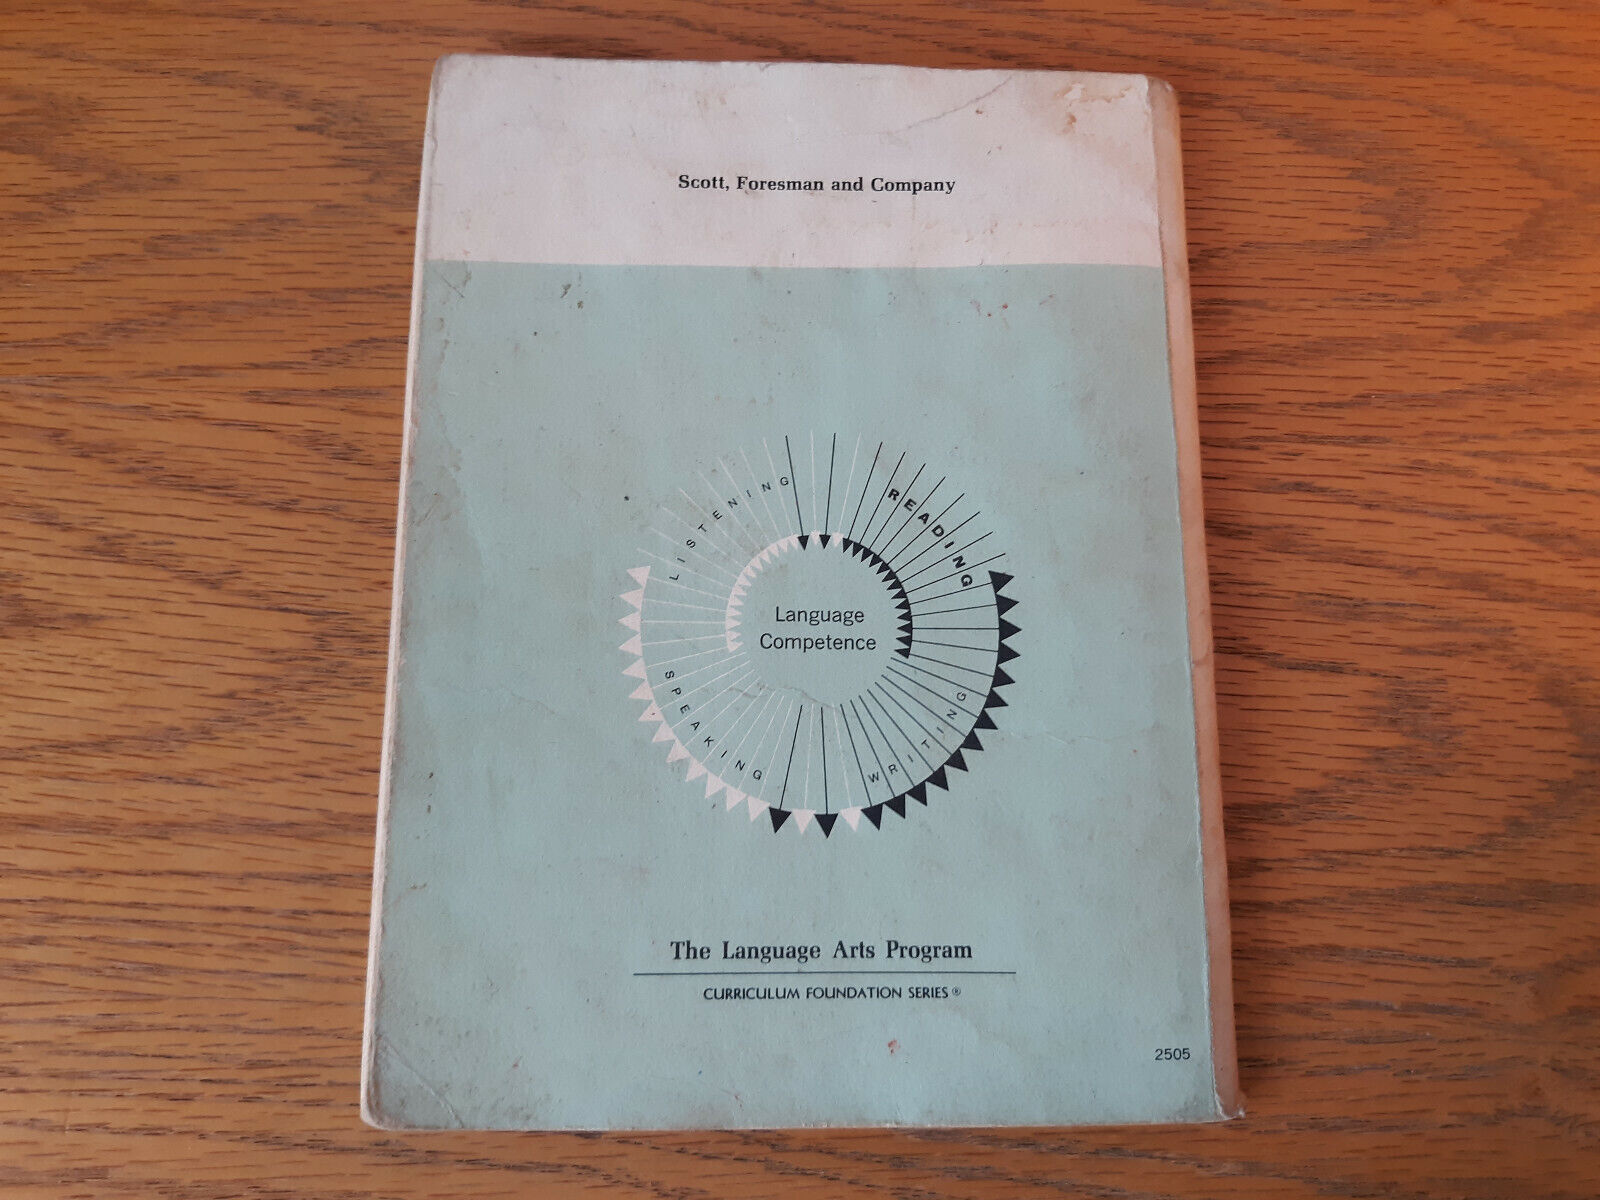 Scott, Foresman and Company
LISTENING
READING
Language
Competence
SPEAKING
WRITING
The Language Arts Program
CURRICULUM FOUNDATION SERIES ®
2505